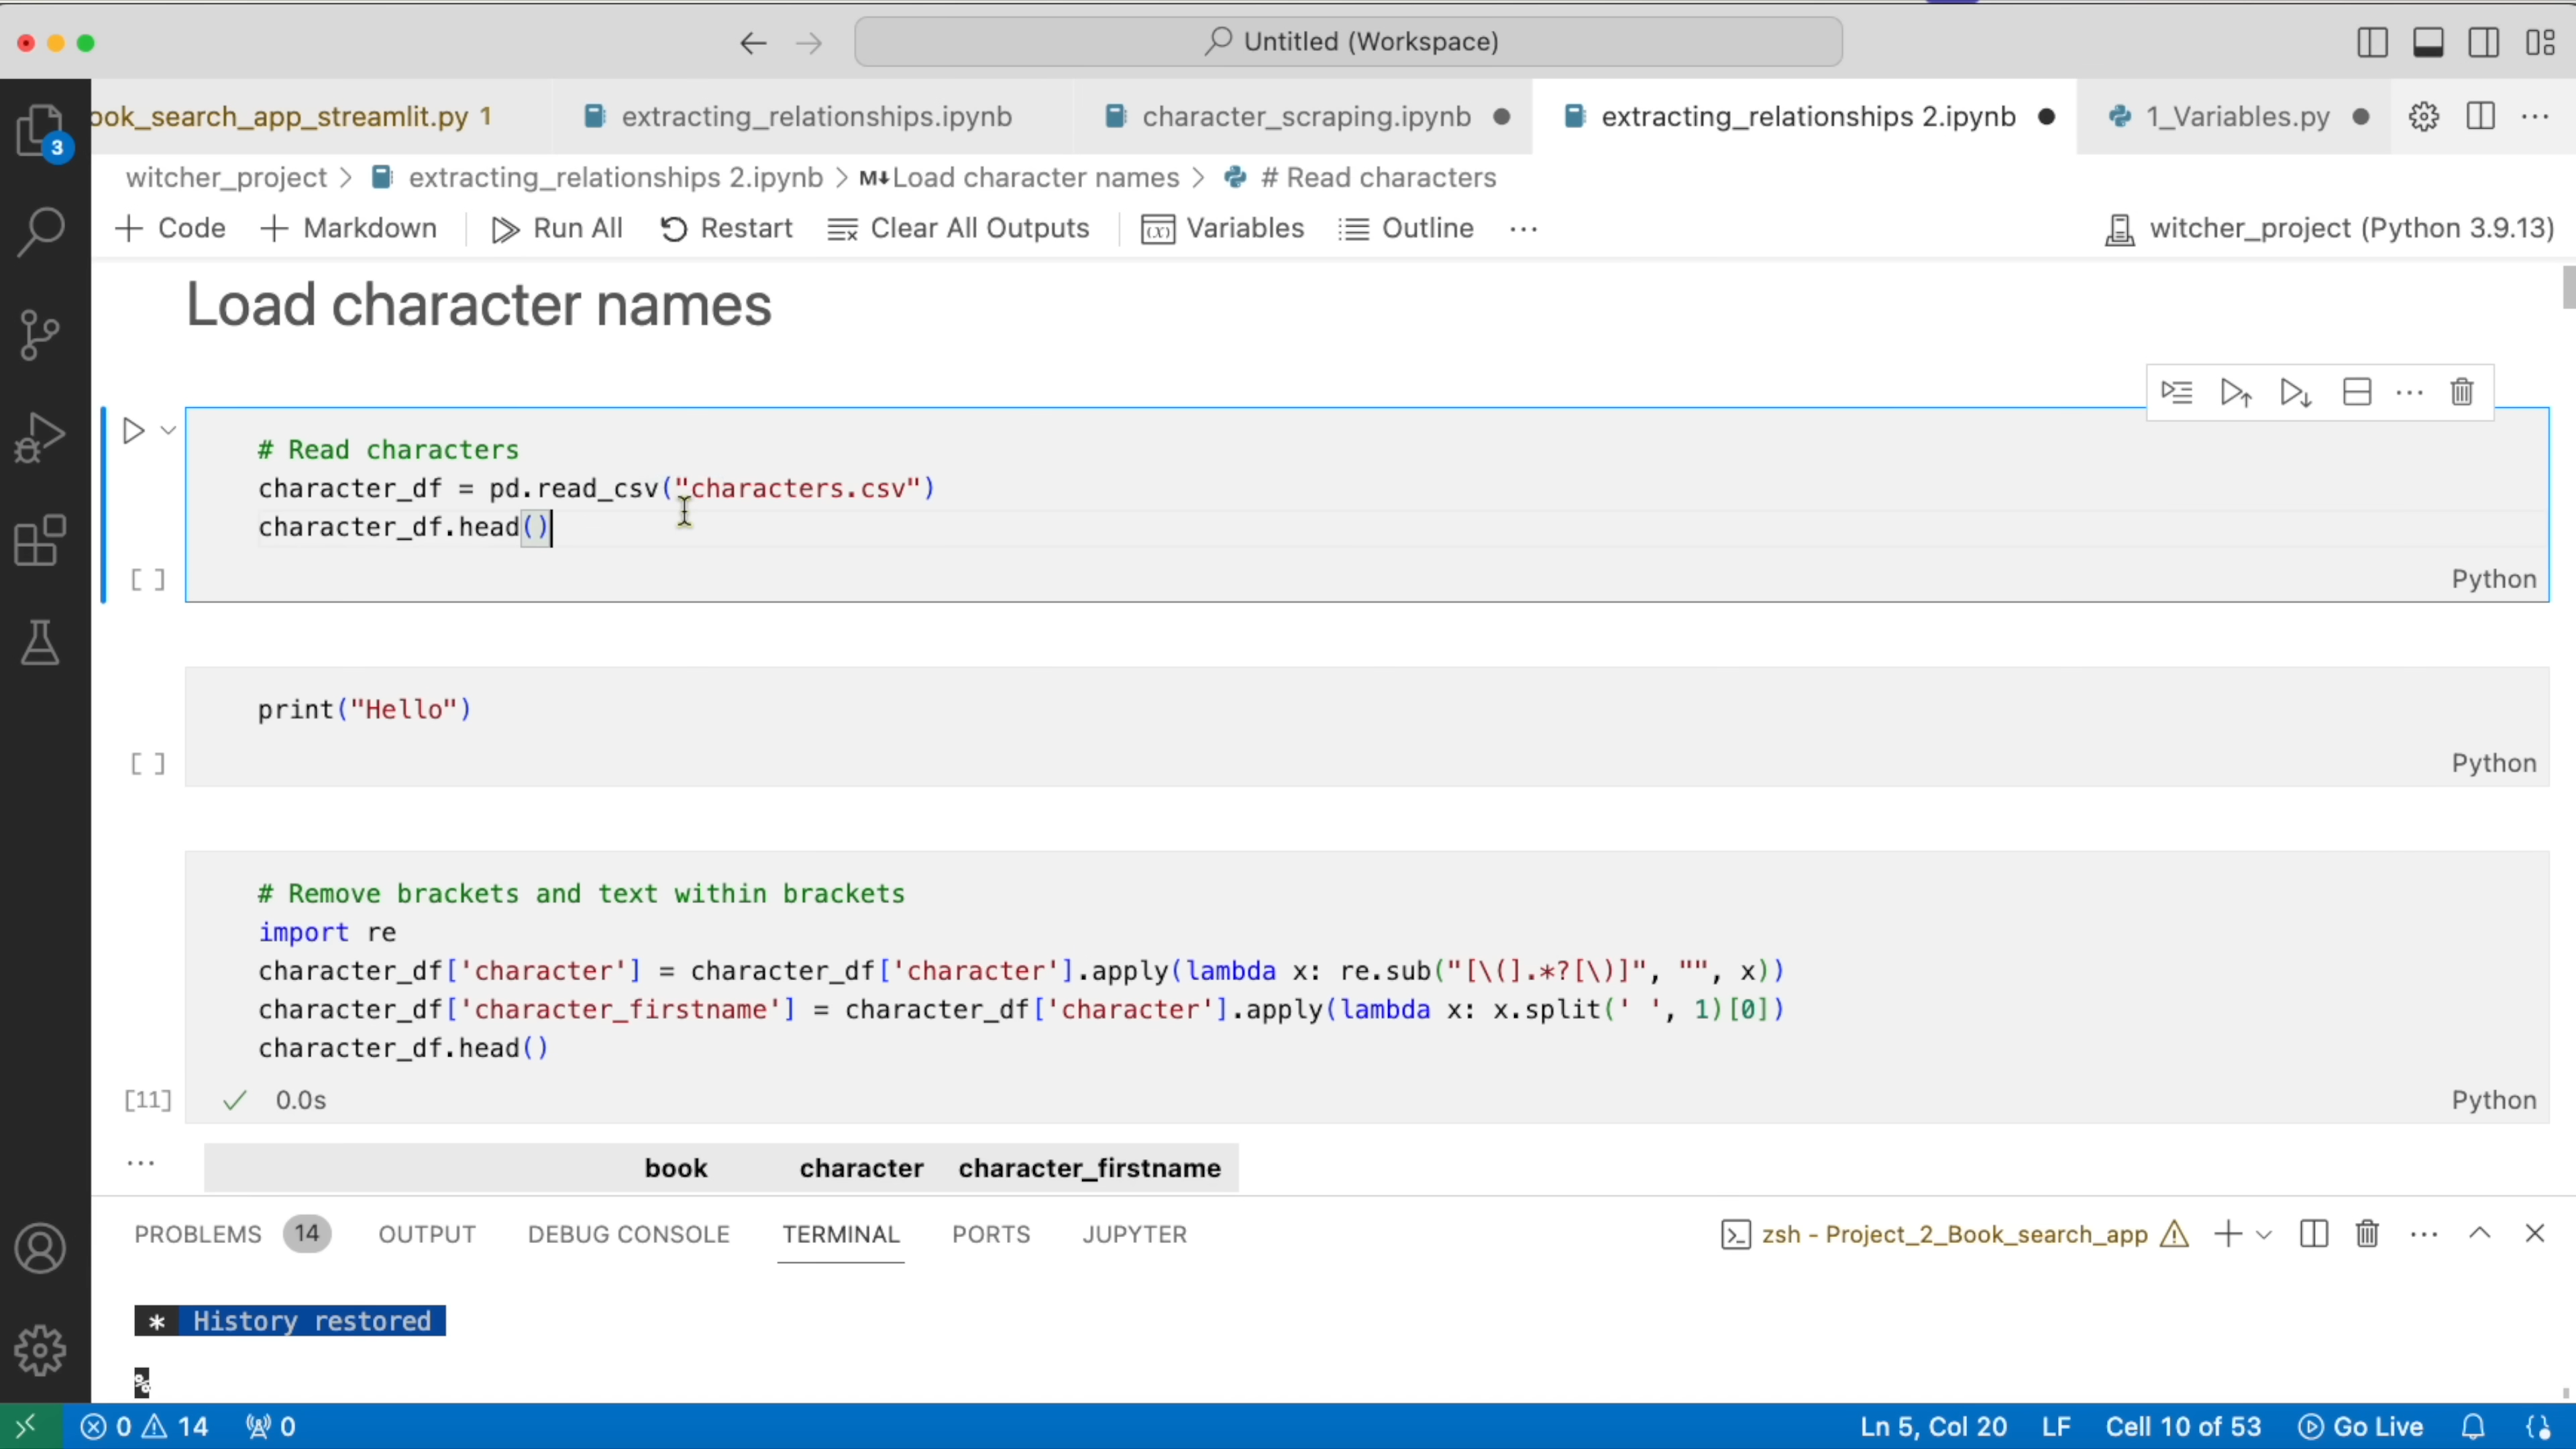 Untitled (Workspace)
ook_search_app_streamlit.py 1 extracting_relationships.ipynb character_scraping.ipynb extracting_relationships 2.ipynb 1_Variables.py
3
witcher_project > extracting_relationships 2.ipynb > M↓Load character names > # Read characters
Code Markdown Run All Restart Clear All Outputs Variables Outline ... witcher_project (Python 3.9.13)
Load character names
# Read characters
character_df = pd.read_csv("characters.csv")
character_df.head()
[ ] Python
print("Hello")
[ ] Python
# Remove brackets and text within brackets
import re
character_df['character'] = character_df['character'].apply(lambda x: re.sub("[\(].*?[\)]", "", x))
character_df['character_firstname'] = character_df['character'].apply(lambda x: x.split(' ', 1)[0])
character_df.head()
[11] ✓ 0.0s Python
... book character character_firstname
PROBLEMS 14 OUTPUT DEBUG CONSOLE TERMINAL PORTS JUPYTER zsh - Project_2_Book_search_app
* History restored
%
0 14 0 Ln 5, Col 20 LF Cell 10 of 53 Go Live